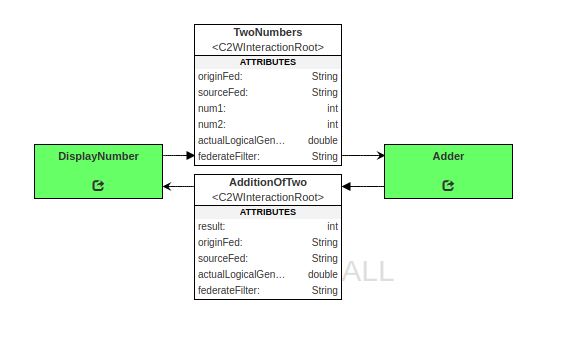 TwoNumbers
<C2WInteractionRoot>
ATTRIBUTES
originFed: String
sourceFed: String
num1: int
num2: int
actualLogicalGen… double
federateFilter: String
DisplayNumber
Adder
AdditionOfTwo
<C2WInteractionRoot>
ATTRIBUTES
result: int
originFed: String
sourceFed: String
actualLogicalGen… double
federateFilter: String
ALL